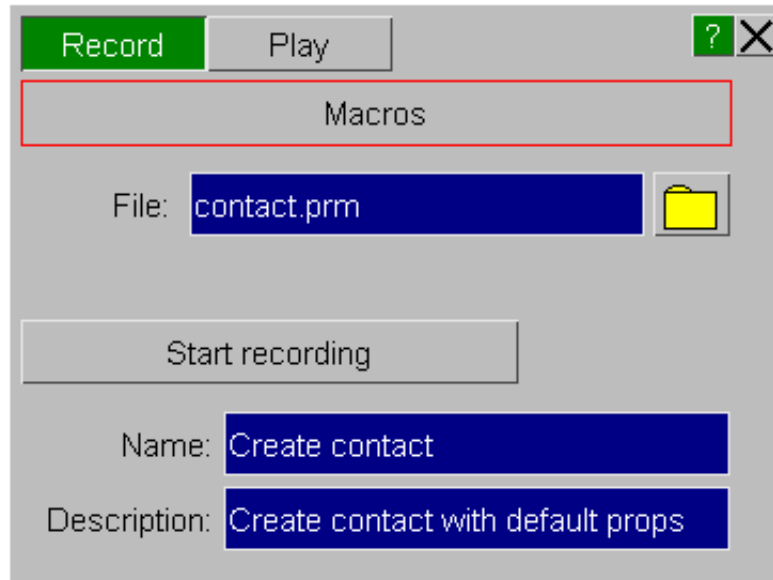 Record Play ?
Macros
File: contact.prm
Start recording
Name: Create contact
Description: Create contact with default props